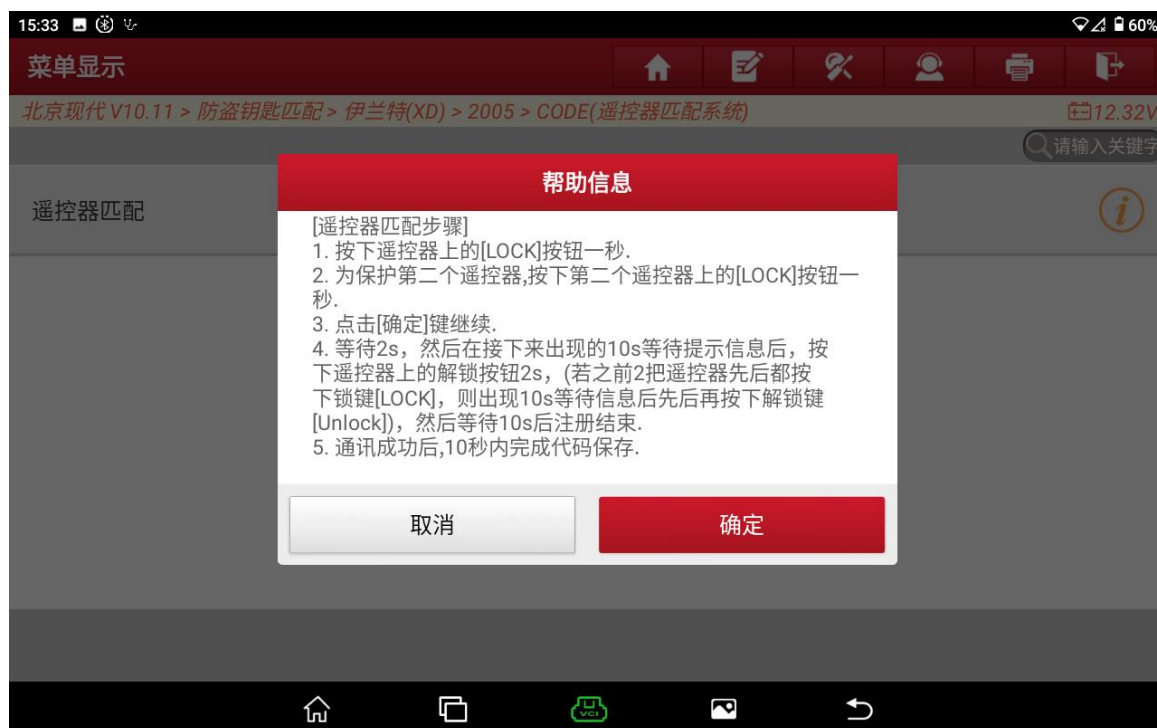 15:33
60%
菜单显示
北京现代 V10.11 > 防盗钥匙匹配 > 伊兰特(XD) > 2005 > CODE(遥控器匹配系统)
12.32V
请输入关键字
帮助信息
遥控器匹配
[遥控器匹配步骤]
1. 按下遥控器上的[LOCK]按钮一秒.
2. 为保护第二个遥控器,按下第二个遥控器上的[LOCK]按钮一
秒.
3. 点击[确定]键继续.
4. 等待2s，然后在接下来出现的10s等待提示信息后，按
下遥控器上的解锁按钮2s，(若之前2把遥控器先后都按
下锁键[LOCK]，则出现10s等待信息后先后再按下解锁键
[Unlock])，然后等待10s后注册结束.
5. 通讯成功后,10秒内完成代码保存.
取消
确定
VCI